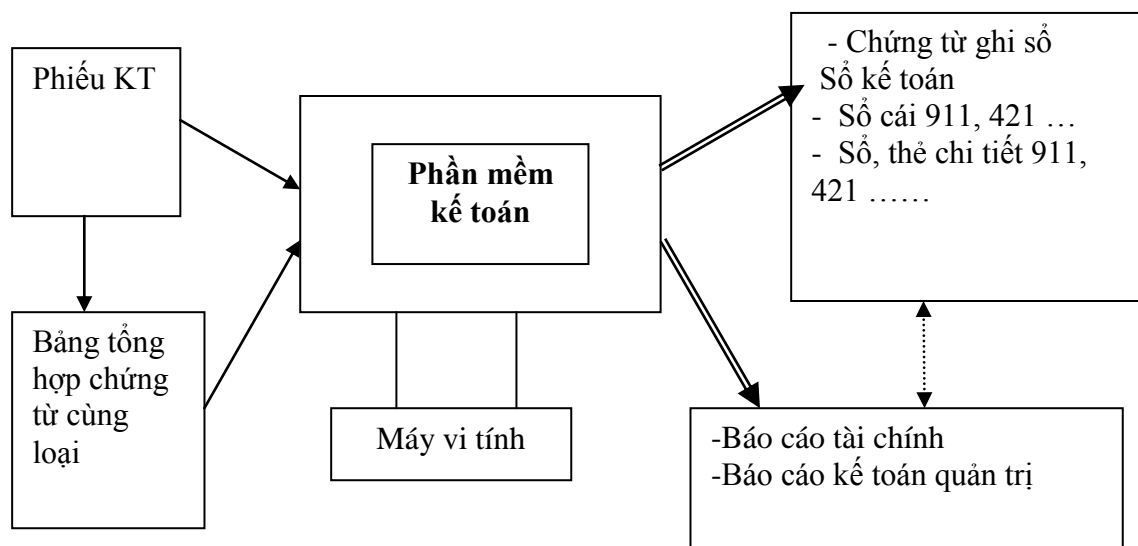 Phiếu KT
Bảng tổng
hợp chứng
từ cùng
loại
Phần mềm
kế toán
Máy vi tính
- Chứng từ ghi sổ
Sổ kế toán
- Sổ cái 911, 421 …
- Sổ, thẻ chi tiết 911,
421 ……
-Báo cáo tài chính
-Báo cáo kế toán quản trị